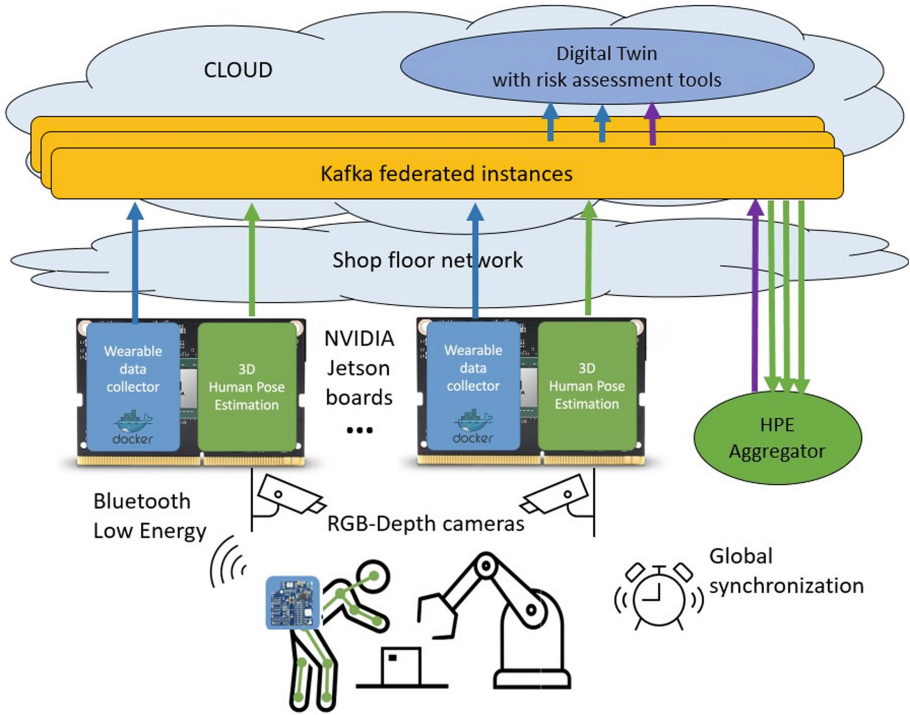 CLOUD
Digital Twin
with risk assessment tools
Kafka federated instances
Shop floor network
Wearable
data
collector
docker
3D
Human Pose
Estimation
NVIDIA
Jetson
boards
...
Wearable
data
collector
docker
3D
Human Pose
Estimation
HPE
Aggregator
Bluetooth
Low Energy
RGB-Depth cameras
Global
synchronization